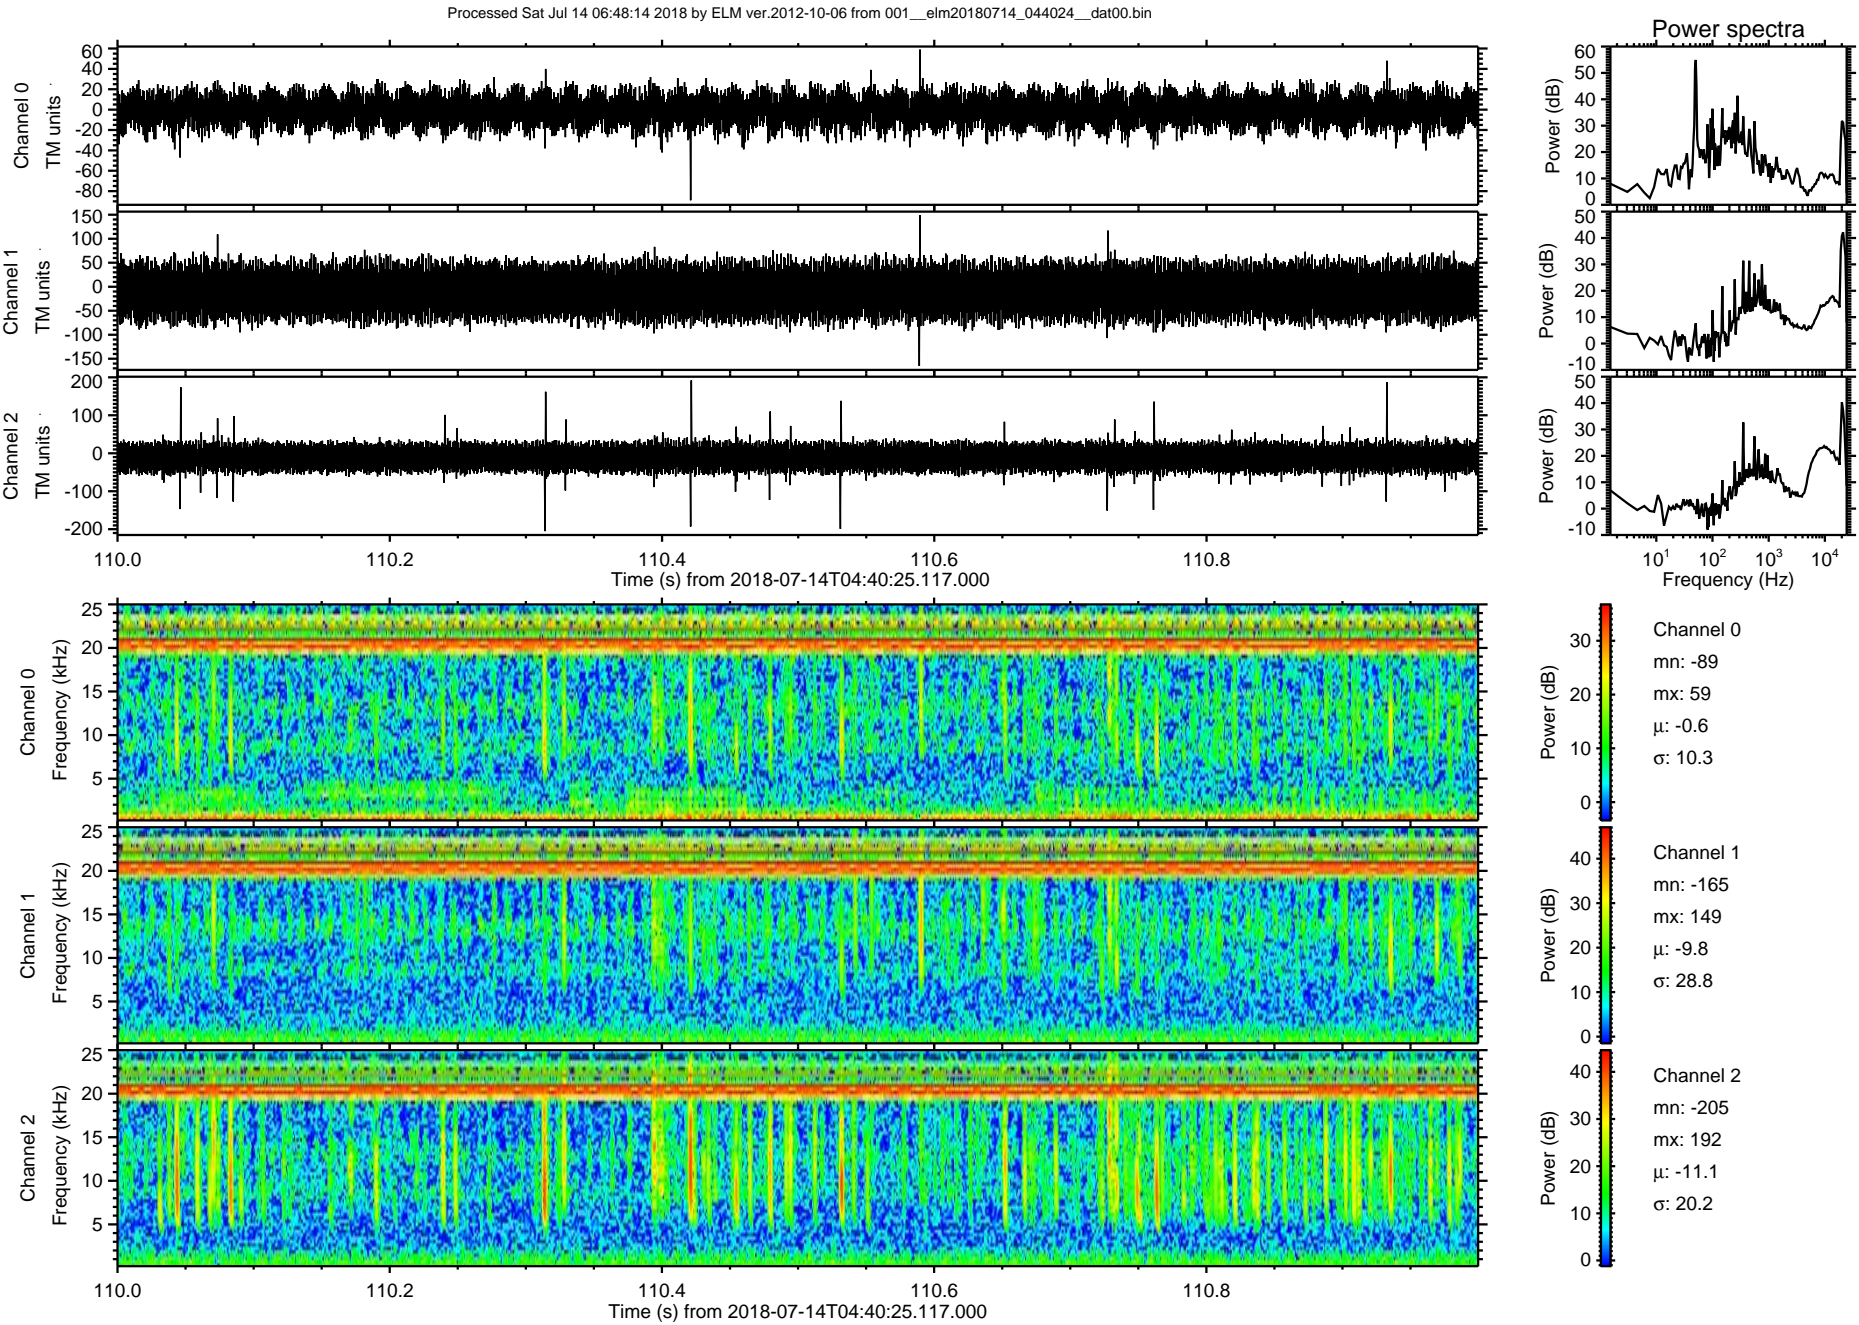 Processed Sat Jul 14 06:48:14 2018 by ELM ver.2012-10-06 from 001__elm20180714_044024__dat00.bin
Power spectra
Channel 0
TM units
60
40
20
0
-20
-40
-60
-80
Power (dB)
60
50
40
30
20
10
0
Channel 1
TM units
150
100
50
0
-50
-100
-150
Power (dB)
50
40
30
20
10
0
-10
Channel 2
TM units
200
100
0
-100
-200
Power (dB)
50
40
30
20
10
0
-10
110.0 110.2 110.4 110.6 110.8
Time (s) from 2018-07-14T04:40:25.117.000
10^1 10^2 10^3 10^4
Frequency (Hz)
Channel 0
Frequency (kHz)
25
20
15
10
5
Power (dB)
30
20
10
0
Channel 0
mn: -89
mx: 59
μ: -0.6
σ: 10.3
Channel 1
Frequency (kHz)
25
20
15
10
5
Power (dB)
40
30
20
10
0
Channel 1
mn: -165
mx: 149
μ: -9.8
σ: 28.8
Channel 2
Frequency (kHz)
25
20
15
10
5
Power (dB)
40
30
20
10
0
Channel 2
mn: -205
mx: 192
μ: -11.1
σ: 20.2
110.0 110.2 110.4 110.6 110.8
Time (s) from 2018-07-14T04:40:25.117.000